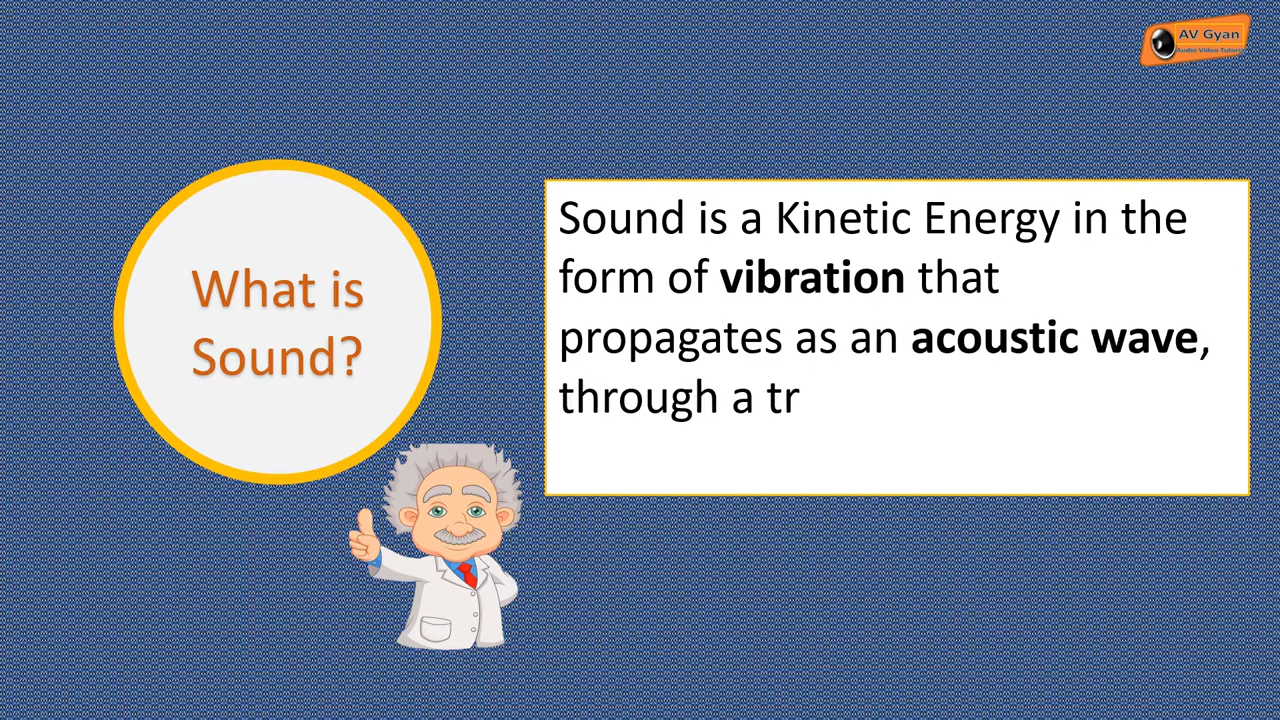 AV Gyan
Audio Video Tutoria
What is
Sound?
Sound is a Kinetic Energy in the
form of vibration that
propagates as an acoustic wave,
through a tr